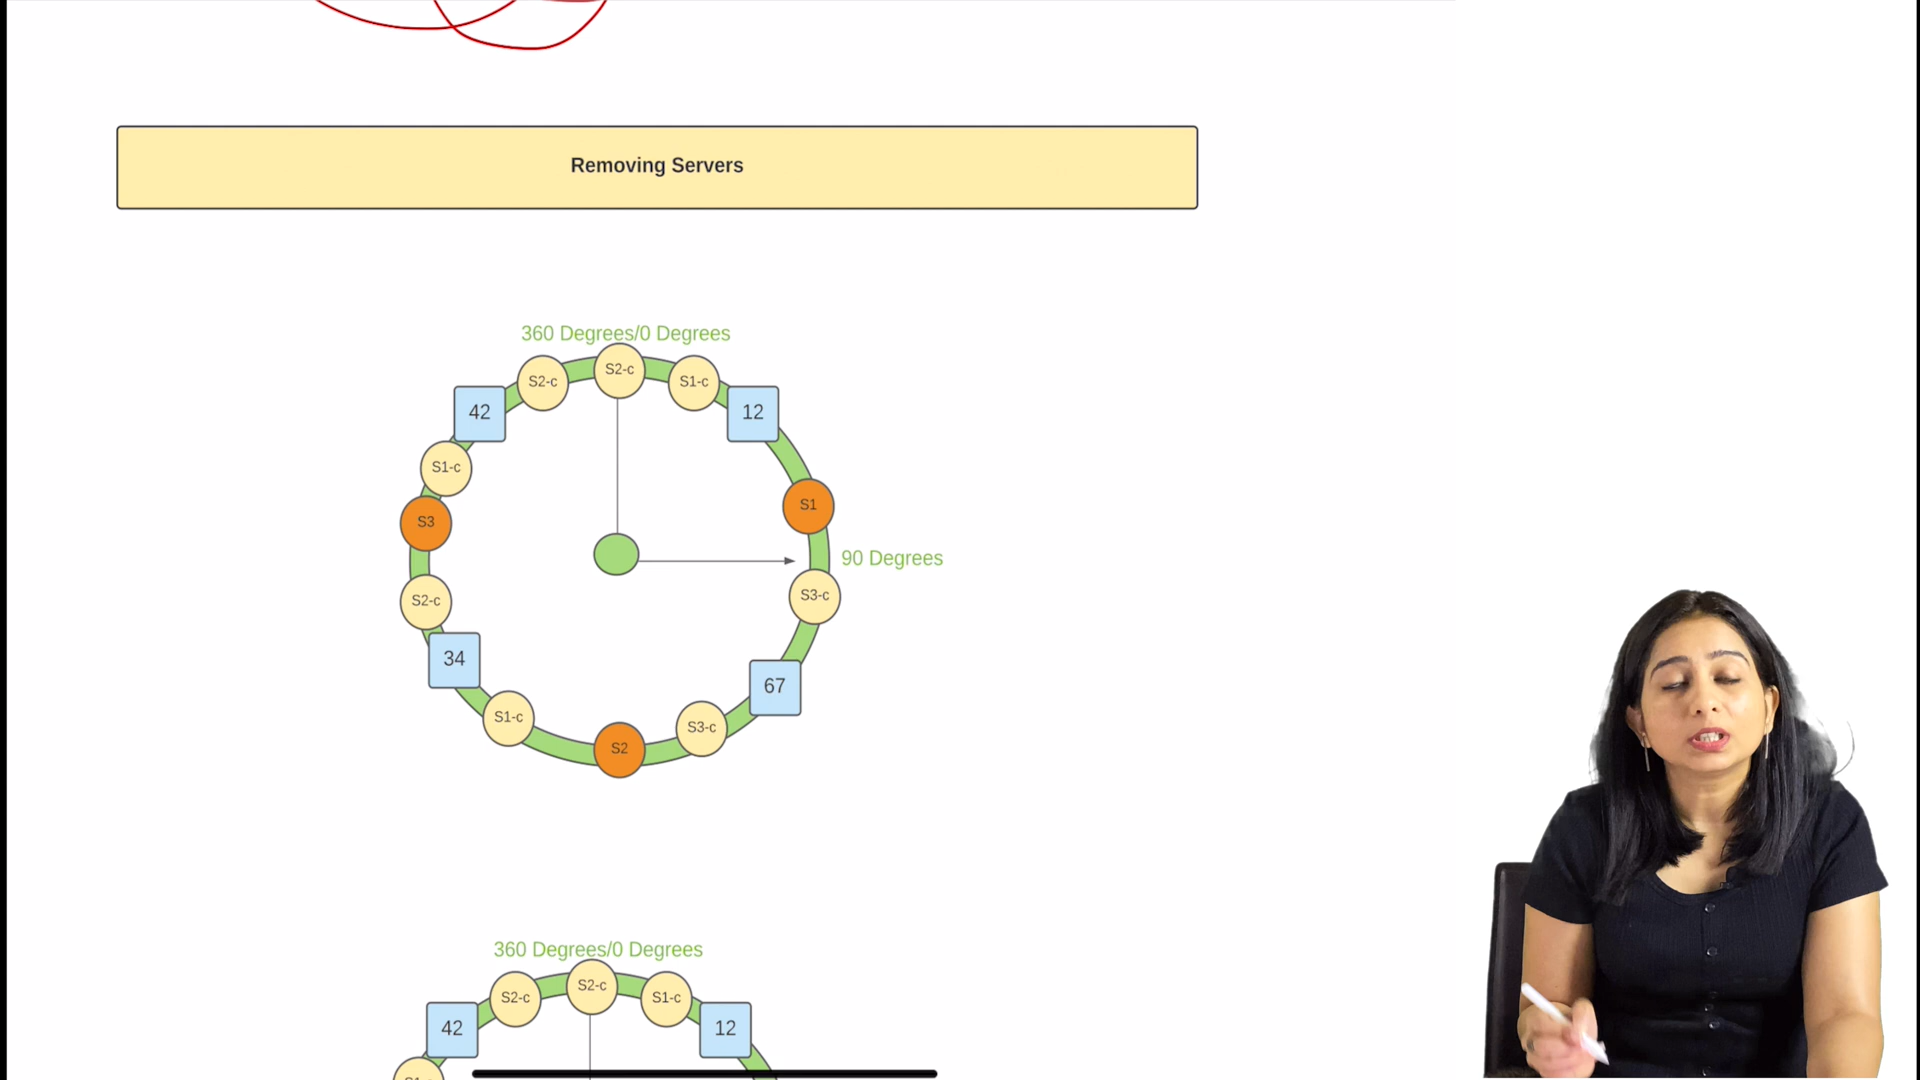 Removing Servers
360 Degrees/0 Degrees
S2-c
S2-c
S1-c
42
12
S1-c
S1
S3
90 Degrees
S2-c
S3-c
34
67
S1-c
S3-c
S2
360 Degrees/0 Degrees
S2-c
S2-c
S1-c
42
12